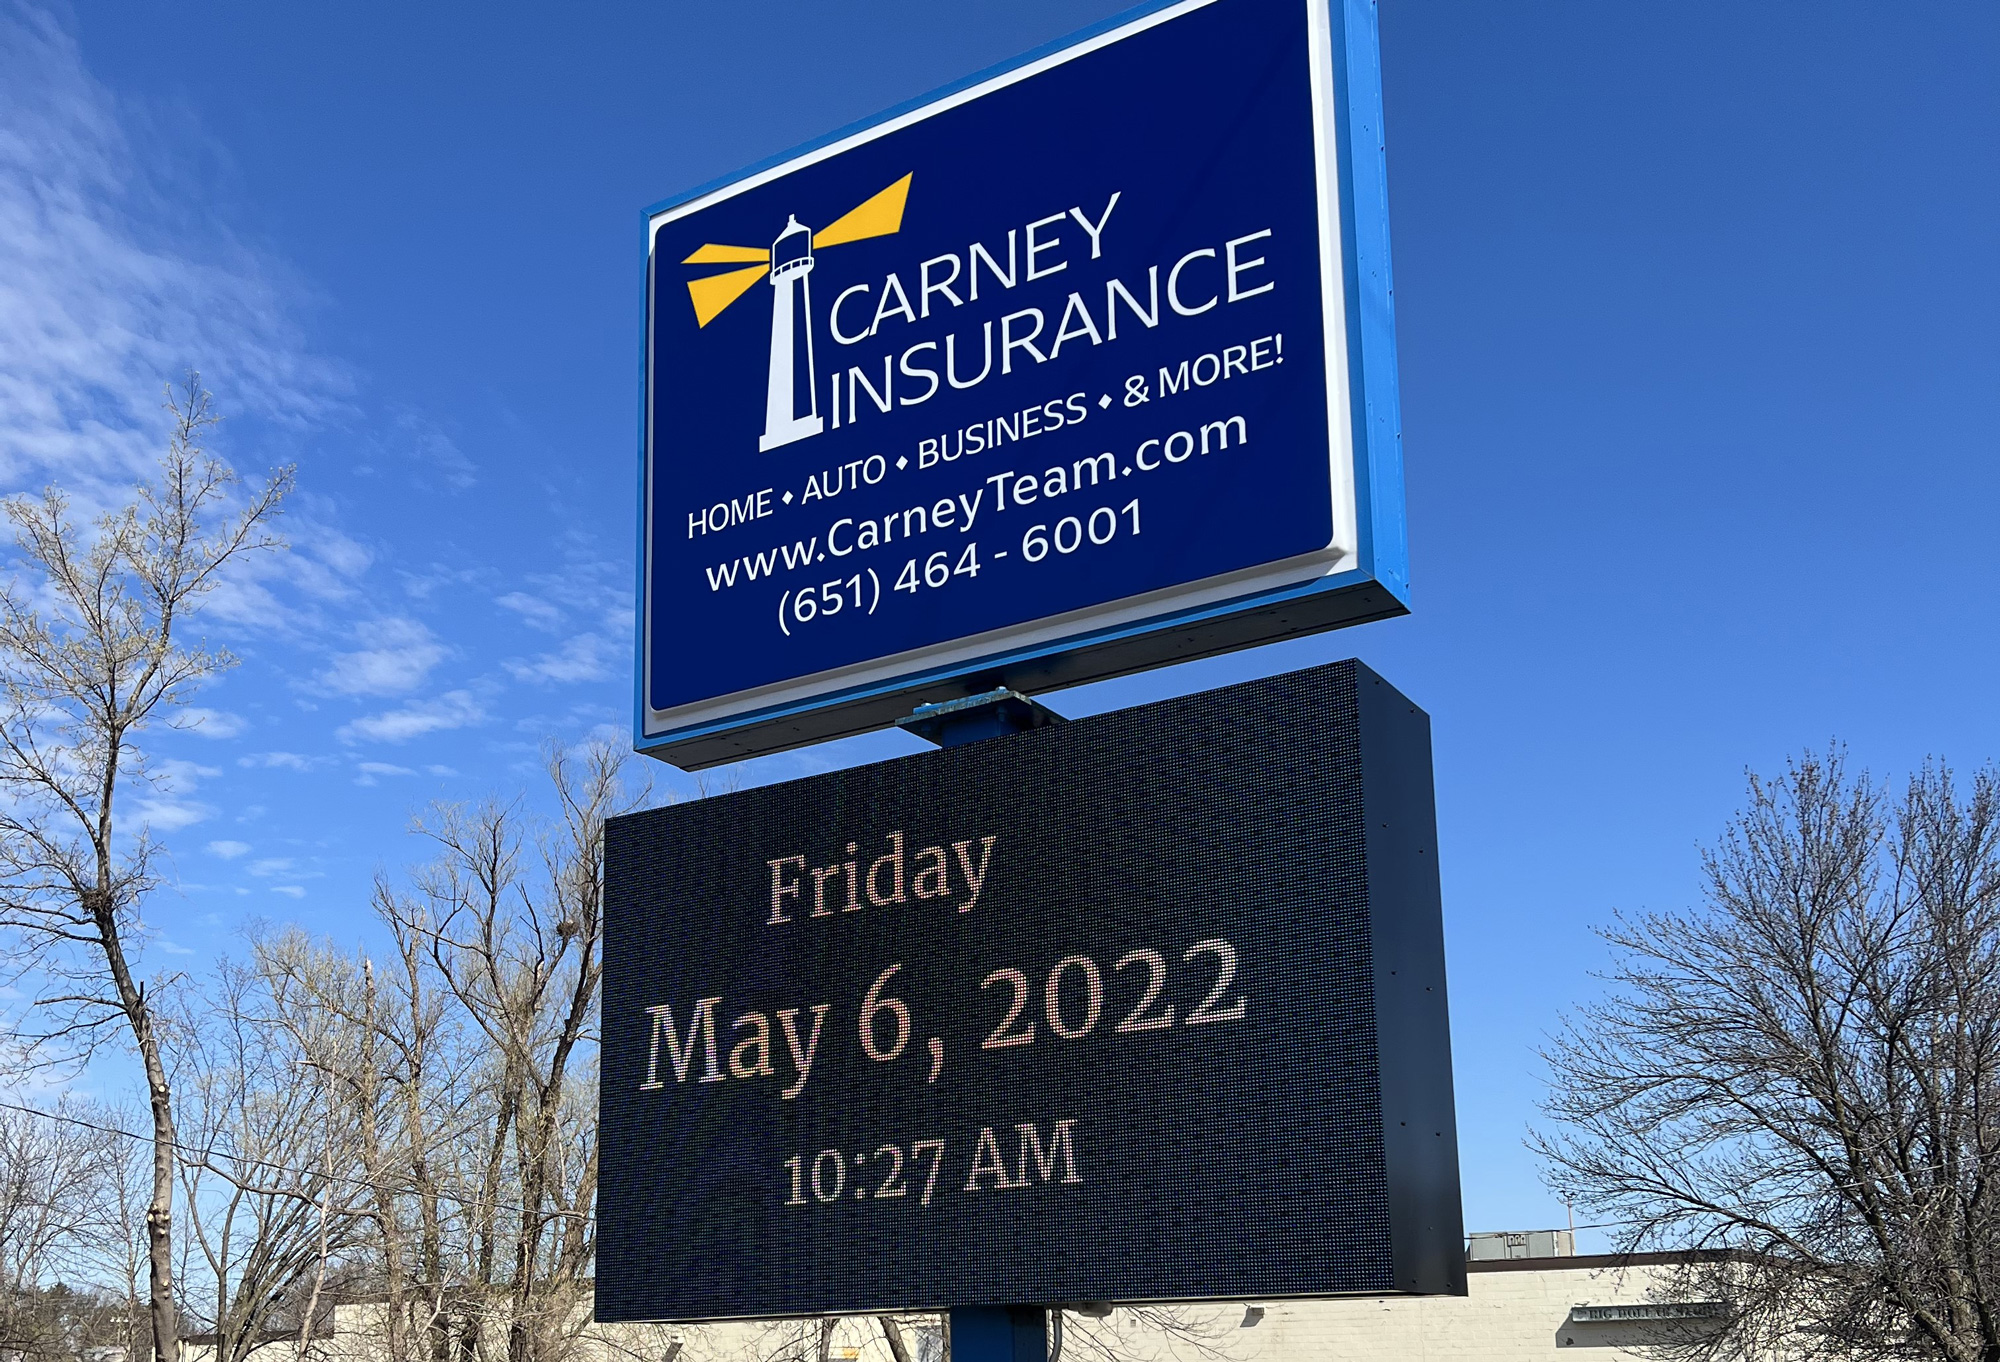 CARNEY
INSURANCE
HOME ⬩ AUTO ⬩ BUSINESS ⬩ & MORE!
www.CarneyTeam.com
(651) 464 - 6001
Friday
May 6, 2022
10:27 AM